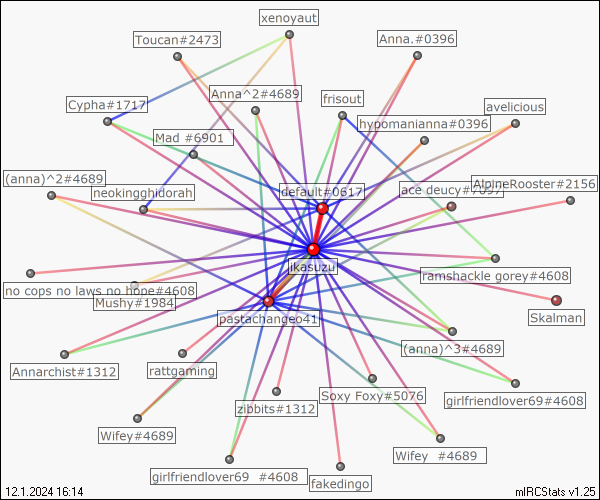 xenoyaut
Toucan#2473
Anna.#0396
Anna^2#4689
frisout
Cypha#1717
avelicious
hypomanianna#0396
Mad #6901
(anna)^2#4689
AlpineRooster#2156
neokingghidorah
default#0617
ace deucy#7697
jikasuzu
ramshackle gorey#4608
no cops no laws no hope#4608
Mushy#1984
pastachangeo41
Skalman
(anna)^3#4689
Annarchist#1312
rattgaming
Soxy Foxy#5076
girlfriendlover69#4608
zibbits#1312
Wifey#4689
Wifey #4689
girlfriendlover69 #4608
fakedingo
12.1.2024 16:14
mIRCStats v1.25